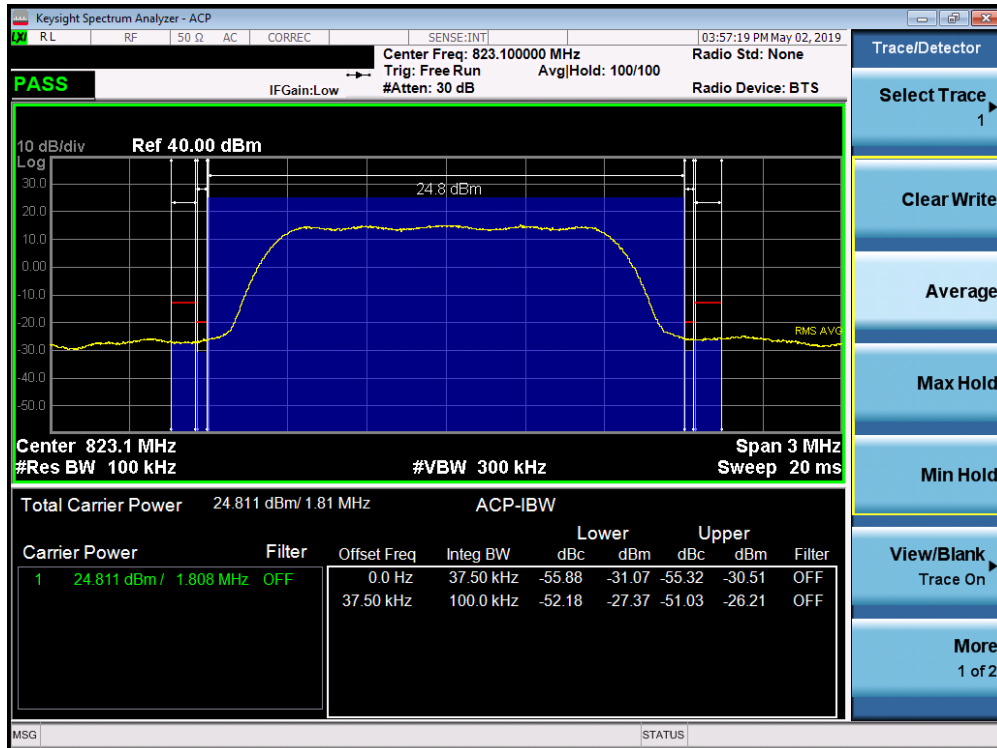 Keysight Spectrum Analyzer - ACP
LXI RL RF 50 Ω AC CORREC SENSE:INT 03:57:19 PM May 02, 2019
Center Freq: 823.100000 MHz Radio Std: None
Trig: Free Run Avg|Hold: 100/100
PASS IFGain:Low #Atten: 30 dB Radio Device: BTS
10 dB/div Ref 40.00 dBm
Log
30.0
20.0
10.0
0.00
-10.0
-20.0
-30.0
-40.0
-50.0
24.8 dBm
RMS AVG
Center 823.1 MHz Span 3 MHz
#Res BW 100 kHz #VBW 300 kHz Sweep 20 ms
Total Carrier Power 24.811 dBm/ 1.81 MHz ACP-IBW
Lower Upper
Carrier Power Filter Offset Freq Integ BW dBc dBm dBc dBm Filter
1 24.811 dBm / 1.808 MHz OFF 0.0 Hz 37.50 kHz -55.88 -31.07 -55.32 -30.51 OFF
37.50 kHz 100.0 kHz -52.18 -27.37 -51.03 -26.21 OFF
MSG STATUS
Trace/Detector
Select Trace
1
Clear Write
Average
Max Hold
Min Hold
View/Blank
Trace On
More
1 of 2